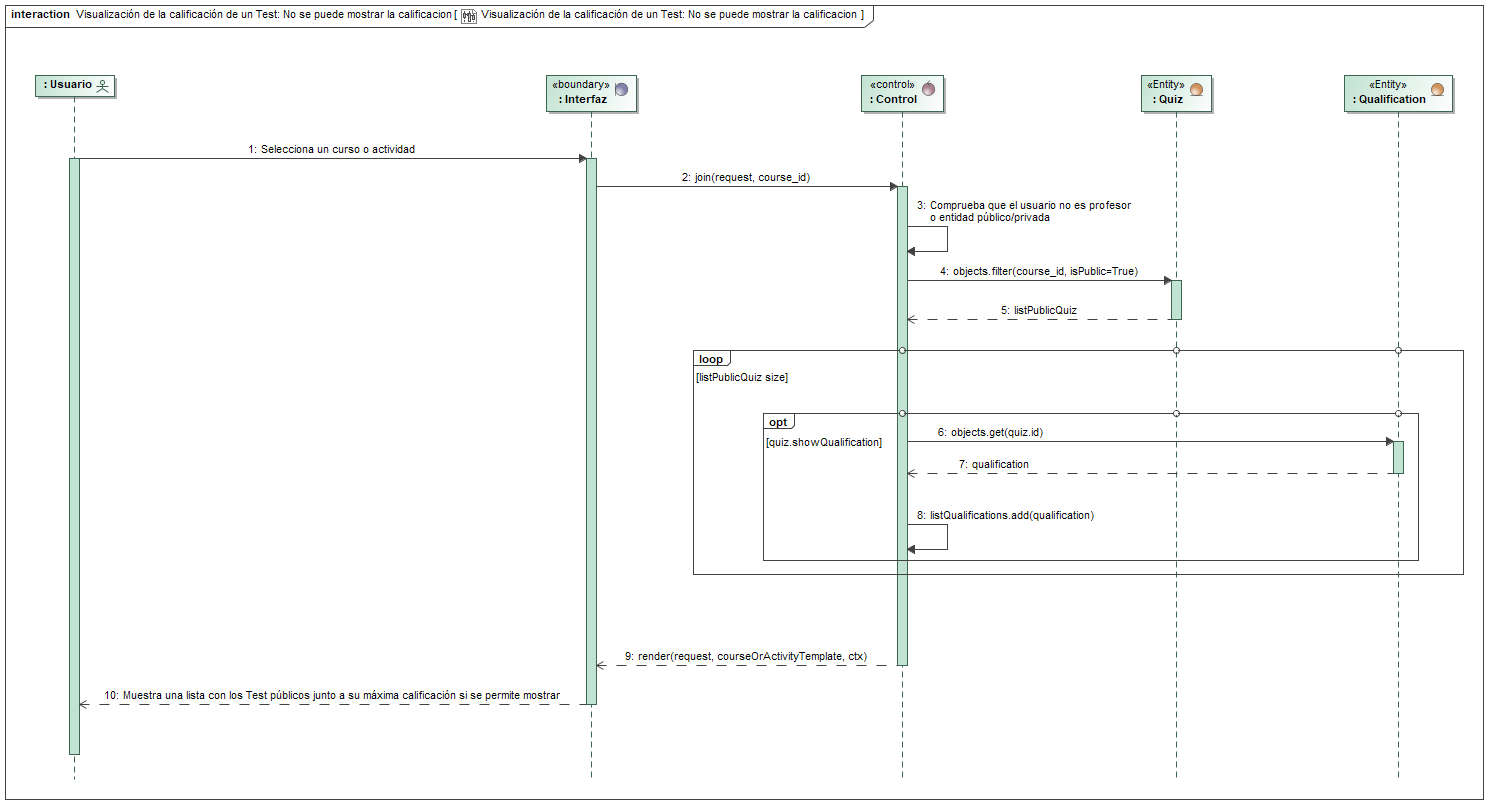 interaction Visualización de la calificación de un Test: No se puede mostrar la calificacion [ Visualización de la calificación de un Test: No se puede mostrar la calificacion ]
: Usuario
«boundary»
: Interfaz
«control»
: Control
«Entity»
: Quiz
«Entity»
: Qualification
1: Selecciona un curso o actividad
2: join(request, course_id)
3: Comprueba que el usuario no es profesor
o entidad público/privada
4: objects.filter(course_id, isPublic=True)
5: listPublicQuiz
loop
[listPublicQuiz size]
opt
[quiz.showQualification]
6: objects.get(quiz.id)
7: qualification
8: listQualifications.add(qualification)
9: render(request, courseOrActivityTemplate, ctx)
10: Muestra una lista con los Test públicos junto a su máxima calificación si se permite mostrar